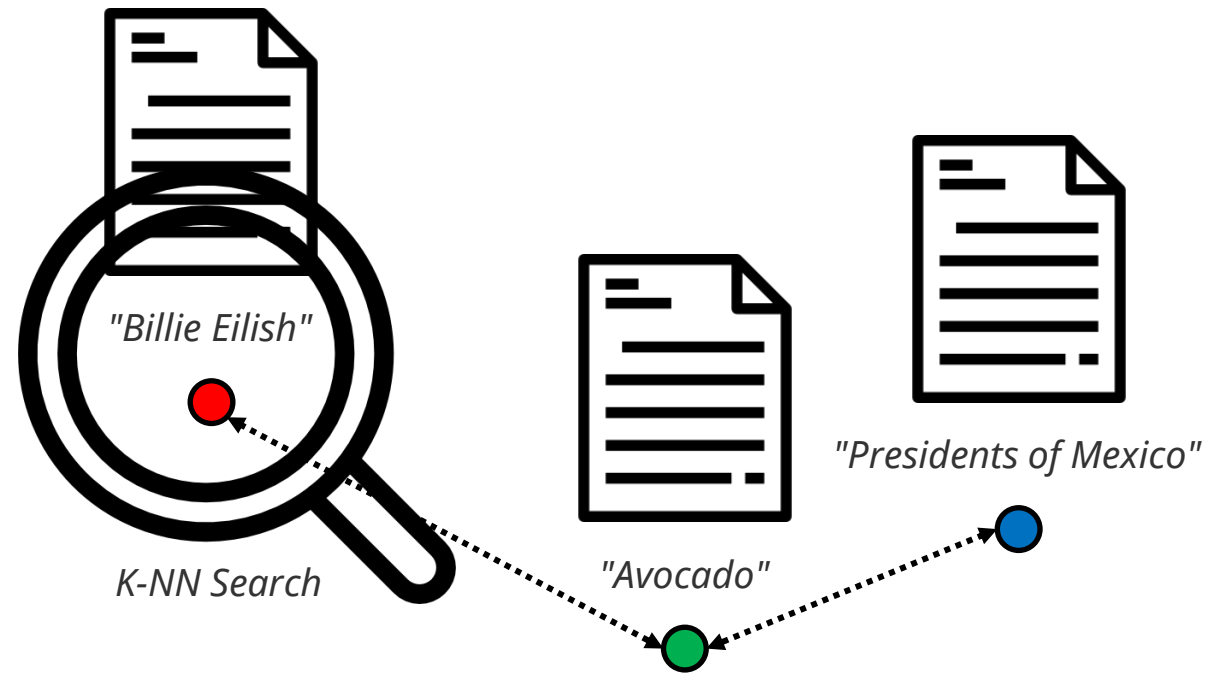 "Billie Eilish"
K-NN Search
"Avocado"
"Presidents of Mexico"